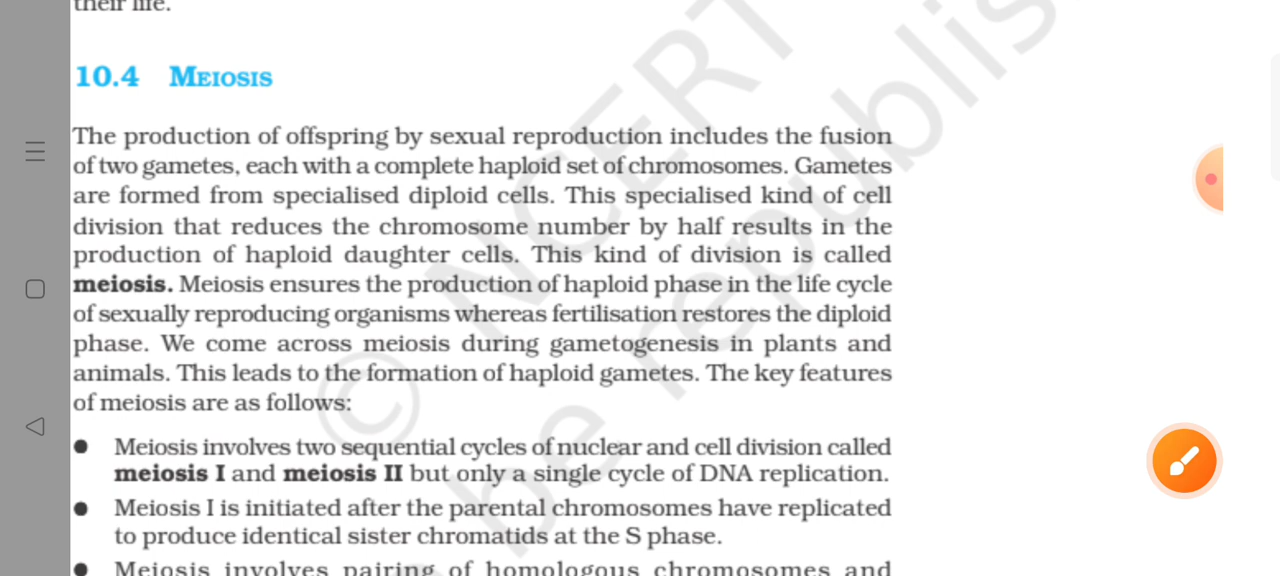 their life.
10.4 MEIOSIS
The production of offspring by sexual reproduction includes the fusion
of two gametes, each with a complete haploid set of chromosomes. Gametes
are formed from specialised diploid cells. This specialised kind of cell
division that reduces the chromosome number by half results in the
production of haploid daughter cells. This kind of division is called
meiosis. Meiosis ensures the production of haploid phase in the life cycle
of sexually reproducing organisms whereas fertilisation restores the diploid
phase. We come across meiosis during gametogenesis in plants and
animals. This leads to the formation of haploid gametes. The key features
of meiosis are as follows:
● Meiosis involves two sequential cycles of nuclear and cell division called
meiosis I and meiosis II but only a single cycle of DNA replication.
● Meiosis I is initiated after the parental chromosomes have replicated
to produce identical sister chromatids at the S phase.
● Meiosis involves pairing of homologous chromosomes and
© NCERT
be republis